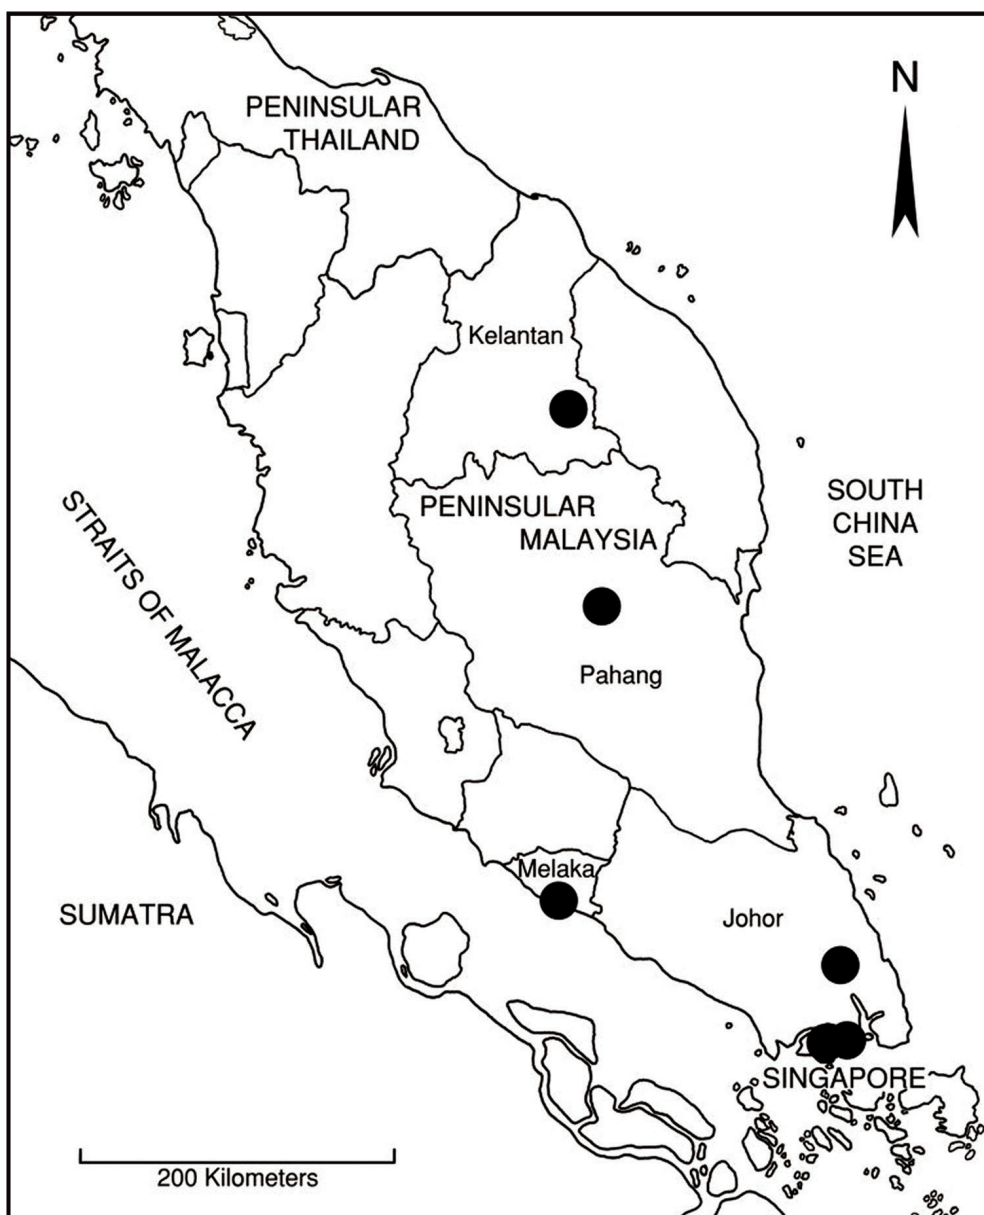 N
PENINSULAR
THAILAND
Kelantan
PENINSULAR
MALAYSIA
SOUTH
CHINA
SEA
STRAITS OF MALACCA
Pahang
Melaka
SUMATRA
Johor
SINGAPORE
200 Kilometers